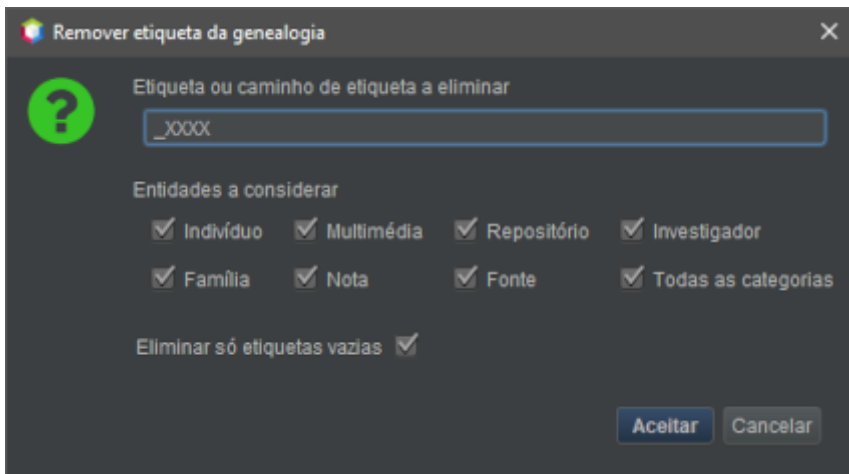 Remover etiqueta da genealogia
Etiqueta ou caminho de etiqueta a eliminar
_XXXX
Entidades a considerar
Indivíduo Multimédia Repositório Investigador
Família Nota Fonte Todas as categorias
Eliminar só etiquetas vazias
Aceitar Cancelar